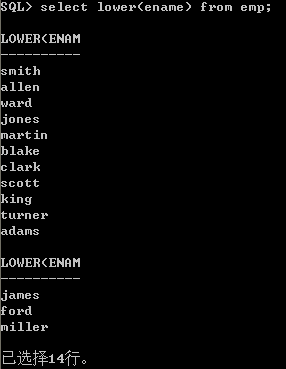 SQL> select lower(ename) from emp;
LOWER(ENAM
----------
smith
allen
ward
jones
martin
blake
clark
scott
king
turner
adams
LOWER(ENAM
----------
james
ford
miller
已选择14行。